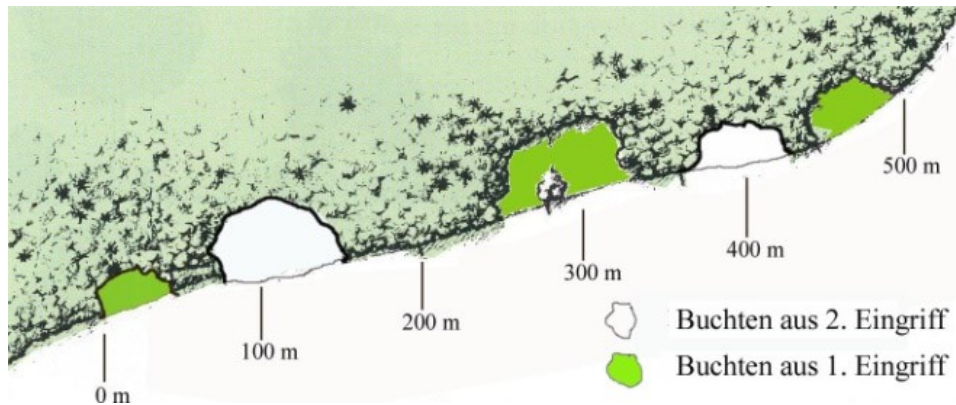 500 m
400 m
300 m
200 m
100 m
0 m
Buchten aus 2. Eingriff
Buchten aus 1. Eingriff